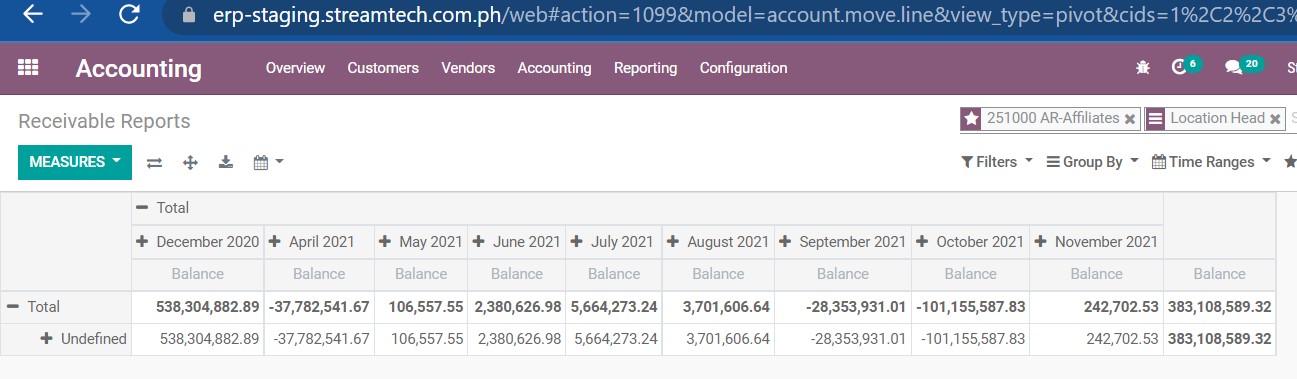 erp-staging.streamtech.com.ph/web#action=1099&model=account.move.line&view_type=pivot&cids=1%2C2%2C3%
Accounting Overview Customers Vendors Accounting Reporting Configuration 6 20
Receivable Reports 251000 AR-Affiliates Location Head
MEASURES Filters Group By Time Ranges
Total
December 2020 April 2021 May 2021 June 2021 July 2021 August 2021 September 2021 October 2021 November 2021
Balance Balance Balance Balance Balance Balance Balance Balance Balance Balance
Total 538,304,882.89 -37,782,541.67 106,557.55 2,380,626.98 5,664,273.24 3,701,606.64 -28,353,931.01 -101,155,587.83 242,702.53 383,108,589.32
Undefined 538,304,882.89 -37,782,541.67 106,557.55 2,380,626.98 5,664,273.24 3,701,606.64 -28,353,931.01 -101,155,587.83 242,702.53 383,108,589.32